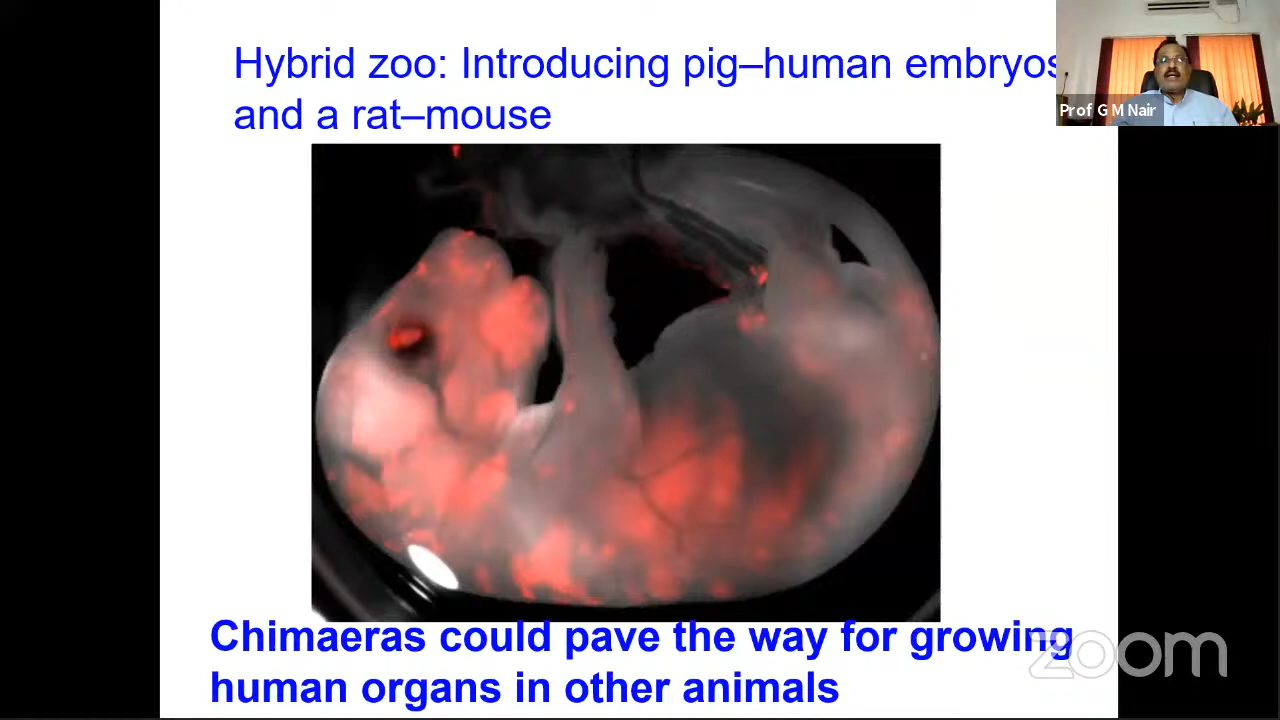 Hybrid zoo: Introducing pig–human embryos
and a rat–mouse
Prof G M Nair
Chimaeras could pave the way for growing
human organs in other animals
zoom